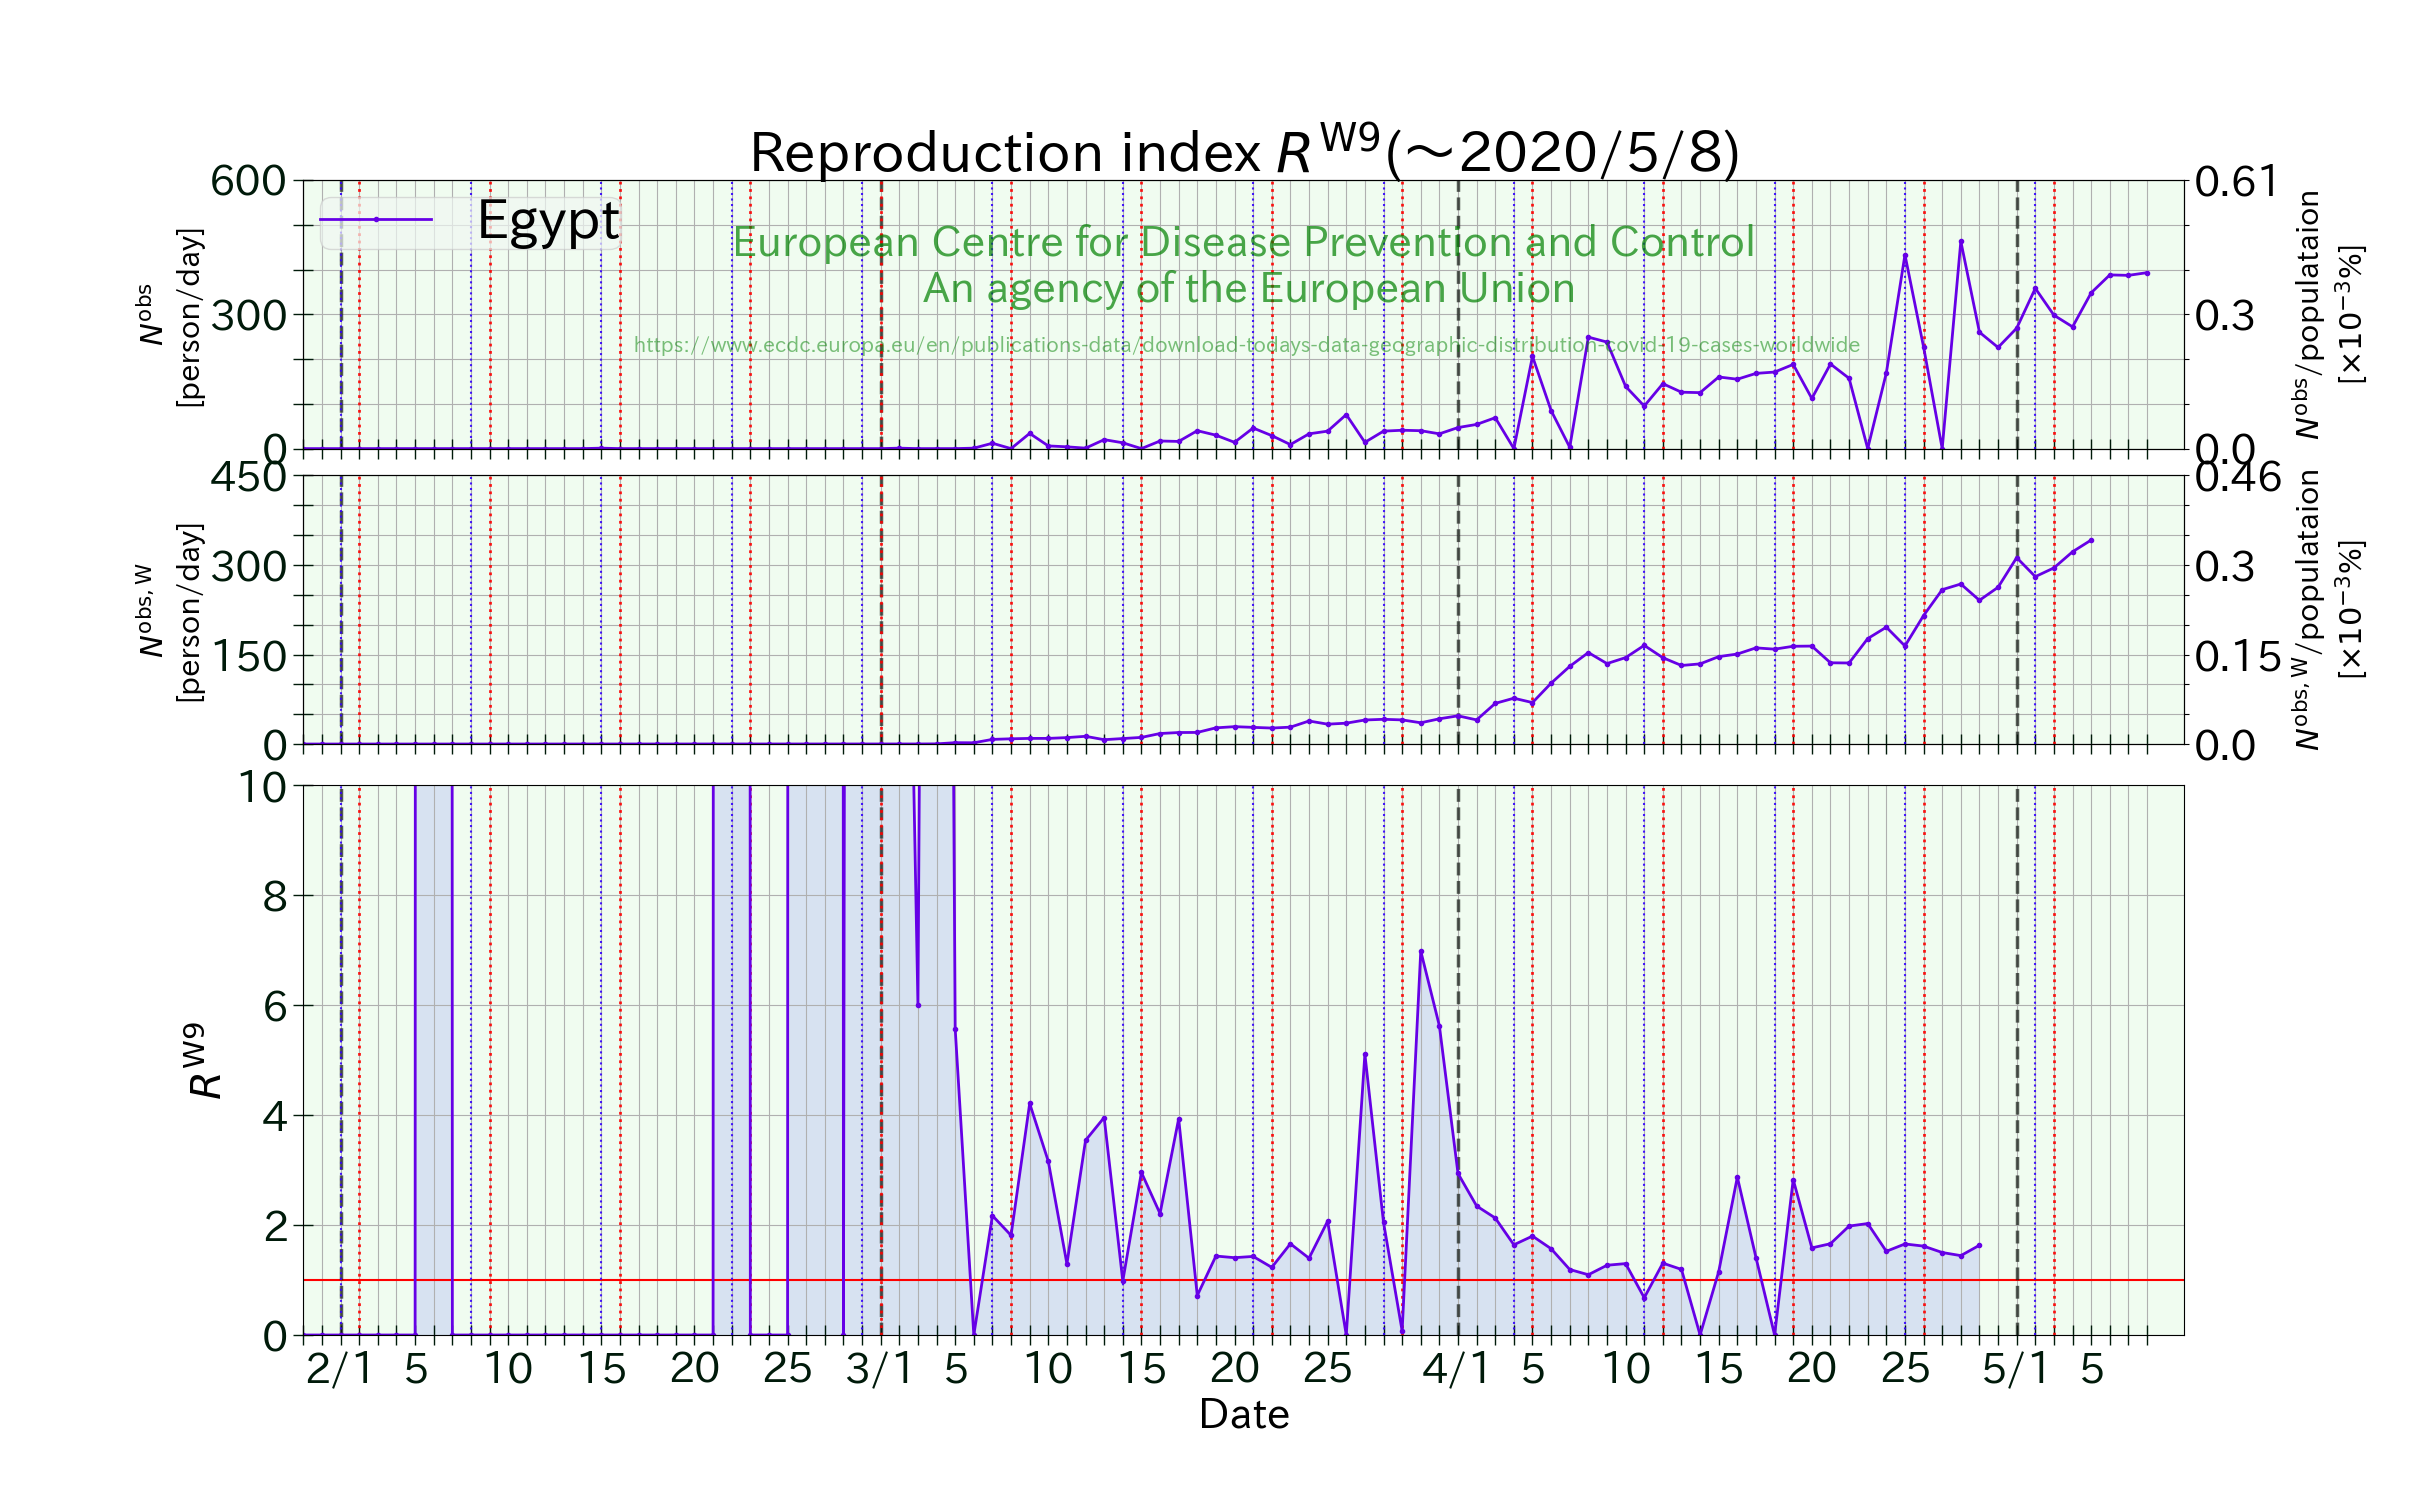 Reproduction index R^W9(～2020/5/8)
Egypt
European Centre for Disease Prevention and Control
An agency of the European Union
https://www.ecdc.europa.eu/en/publications-data/download-todays-data-geographic-distribution-covid-19-cases-worldwide
N^obs
[person/day]
600
300
0
0.61
0.3
0.0
N^obs/populataion
[×10^−3%]
N^obs, W
[person/day]
450
300
150
0
0.46
0.3
0.15
0.0
N^obs, W/populataion
[×10^−3%]
R^W9
10
8
6
4
2
0
2/1 5 10 15 20 25 3/1 5 10 15 20 25 4/1 5 10 15 20 25 5/1 5
Date